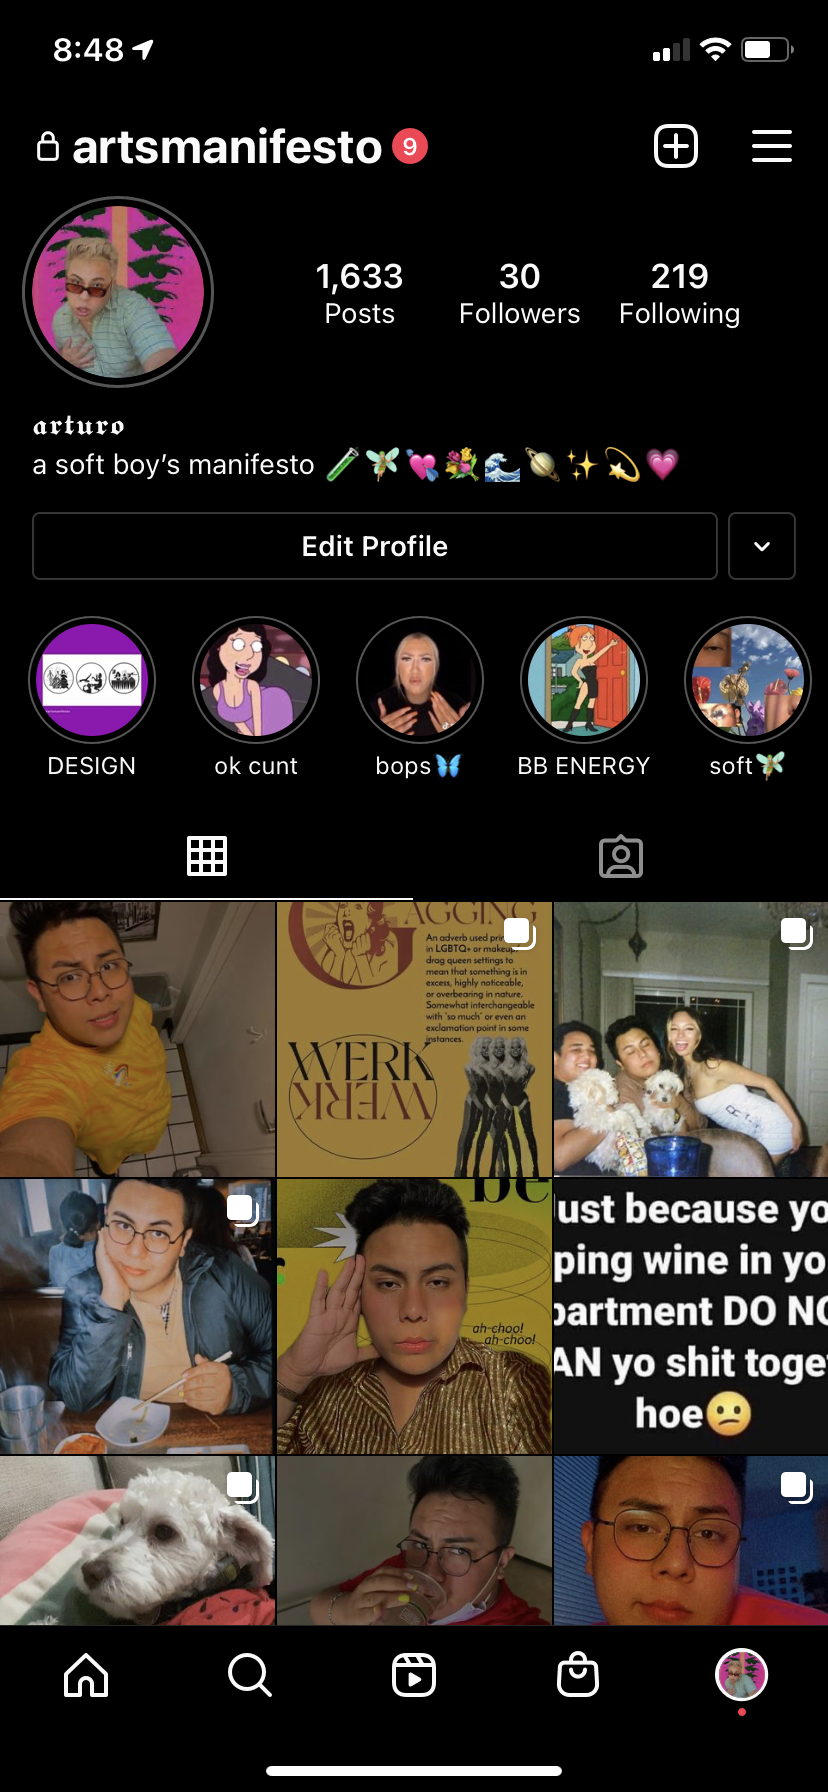 8:48
artsmanifesto 9
1,633 30 219
Posts Followers Following
𝖆𝖗𝖙𝖚𝖗𝖔
a soft boy’s manifesto 🧪🧚💘💐🌊🪐✨💫💗
Edit Profile
DESIGN ok cunt bops🦋 BB ENERGY soft🧚
GAGGING
An adverb used
in LGBTQ+ or makeup
drag queen settings to
mean that something is in
excess, highly noticeable,
or overbearing in nature.
Somewhat interchangeable
with 'so much' or even an
exclamation point in some
instances.
WERK
WERK
be
ah-choo!
ah-choo!
ust because yo
ping wine in yo
partment DO NO
AN yo shit toge
hoe😕